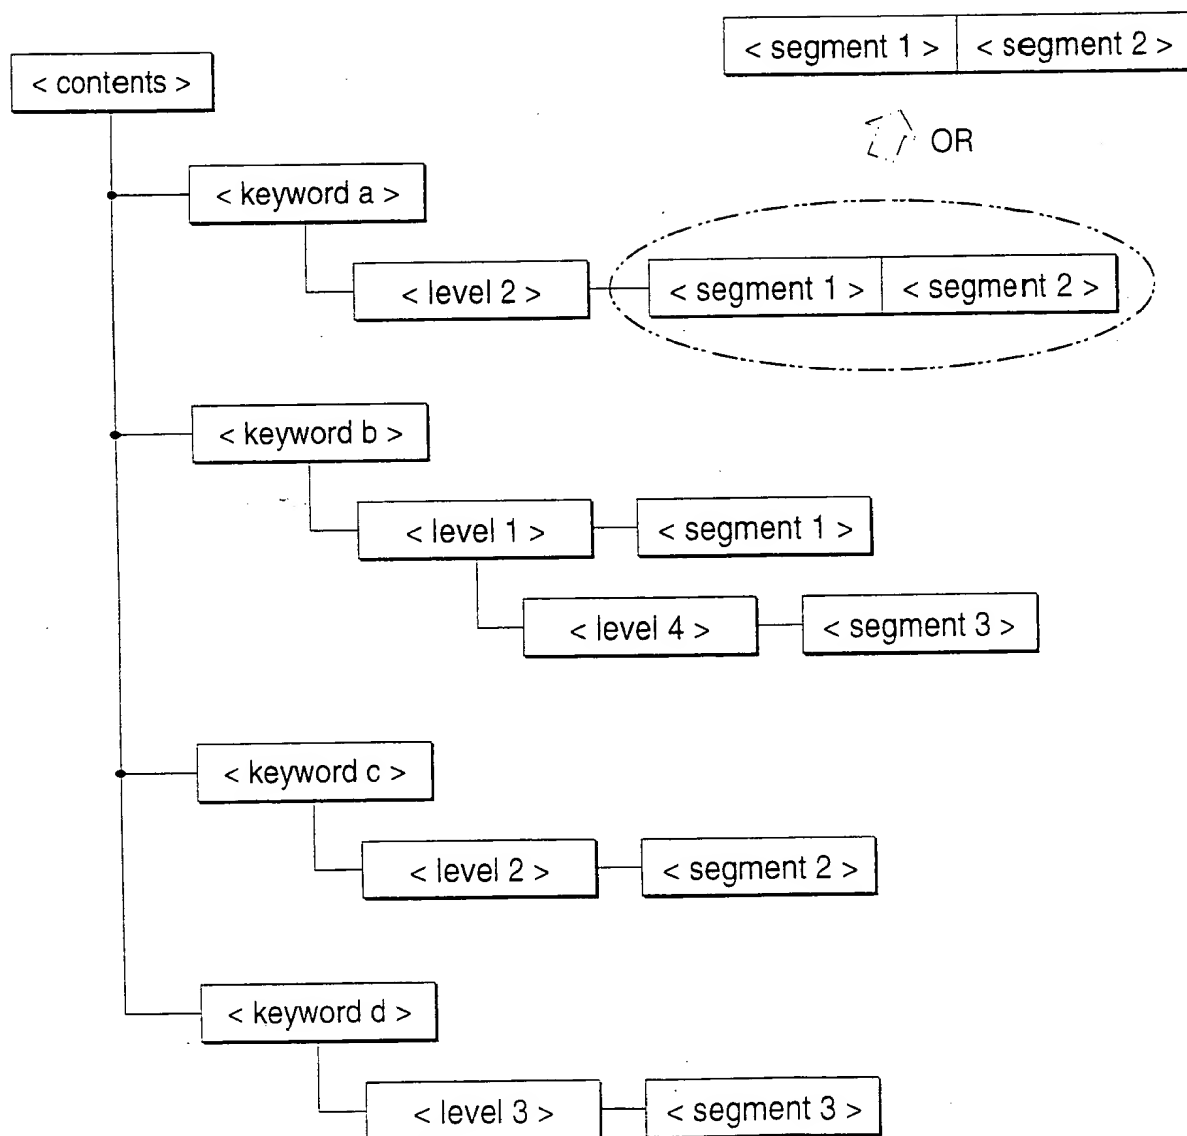 < segment 1 > < segment 2 >
< contents >
OR
< keyword a >
< level 2 > < segment 1 > < segment 2 >
< keyword b >
< level 1 > < segment 1 >
< level 4 > < segment 3 >
< keyword c >
< level 2 > < segment 2 >
< keyword d >
< level 3 > < segment 3 >